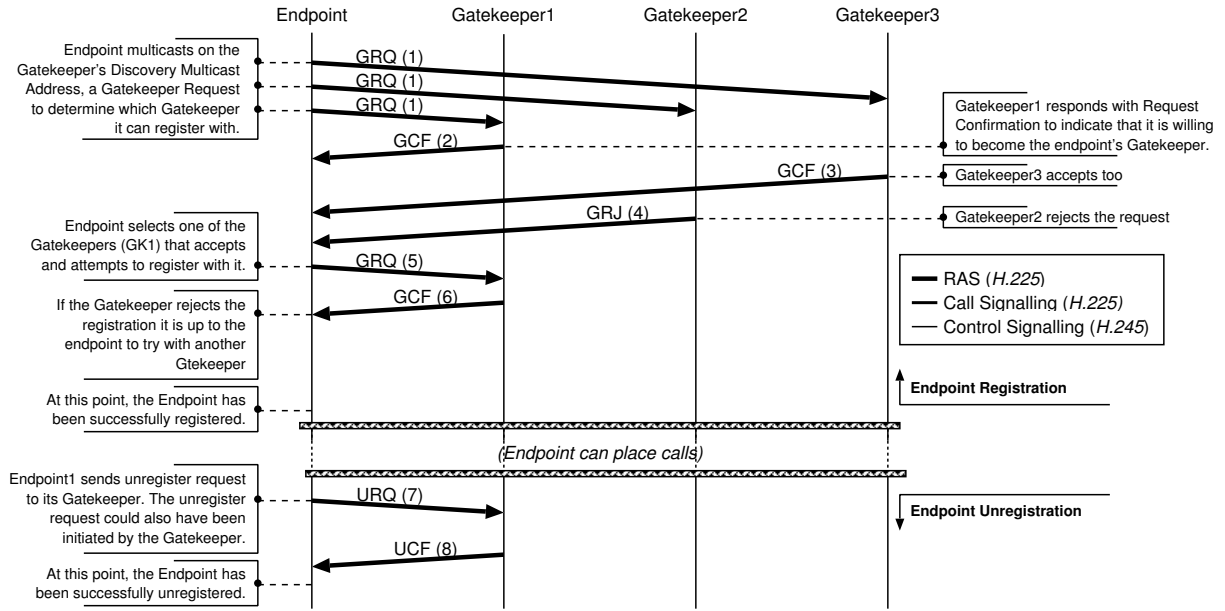 Endpoint
Gatekeeper1
Gatekeeper2
Gatekeeper3
Endpoint multicasts on the
Gatekeeper's Discovery Multicast
Address, a Gatekeeper Request
to determine which Gatekeeper
it can register with.
GRQ (1)
GRQ (1)
GRQ (1)
GCF (2)
Gatekeeper1 responds with Request
Confirmation to indicate that it is willing
to become the endpoint's Gatekeeper.
GCF (3)
Gatekeeper3 accepts too
GRJ (4)
Gatekeeper2 rejects the request
Endpoint selects one of the
Gatekeepers (GK1) that accepts
and attempts to register with it.
GRQ (5)
GCF (6)
If the Gatekeeper rejects the
registration it is up to the
endpoint to try with another
Gtekeeper
RAS (H.225)
Call Signalling (H.225)
Control Signalling (H.245)
Endpoint Registration
At this point, the Endpoint has
been successfully registered.
(Endpoint can place calls)
Endpoint1 sends unregister request
to its Gatekeeper. The unregister
request could also have been
initiated by the Gatekeeper.
URQ (7)
Endpoint Unregistration
UCF (8)
At this point, the Endpoint has
been successfully unregistered.